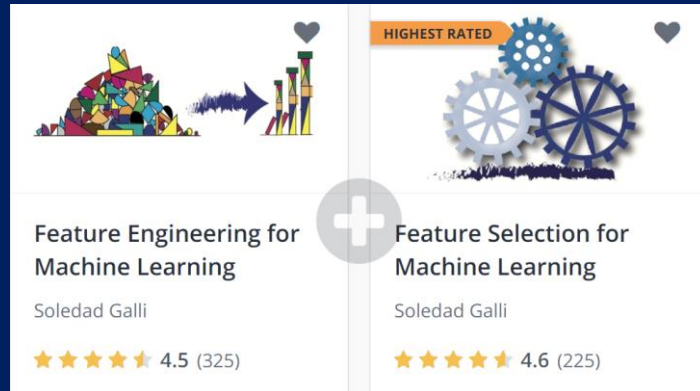 HIGHEST RATED
Feature Engineering for
Machine Learning
Soledad Galli
4.5 (325)
Feature Selection for
Machine Learning
Soledad Galli
4.6 (225)